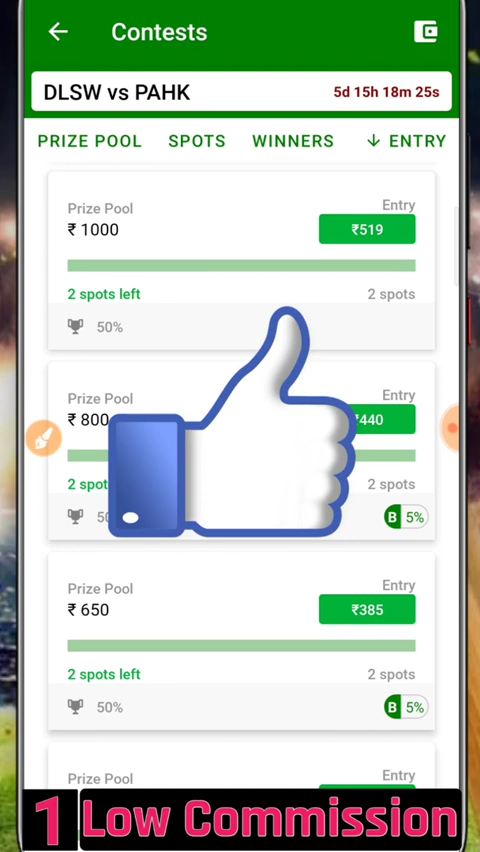 Contests
DLSW vs PAHK 5d 15h 18m 25s
PRIZE POOL SPOTS WINNERS ↓ ENTRY
Prize Pool Entry
₹ 1000 ₹519
2 spots left 2 spots
50%
Prize Pool Entry
₹ 800 440
2 spot 2 spots
B 5%
Prize Pool Entry
₹ 650 ₹385
2 spots left 2 spots
50% B 5%
Prize Pool Entry
1 Low Commission